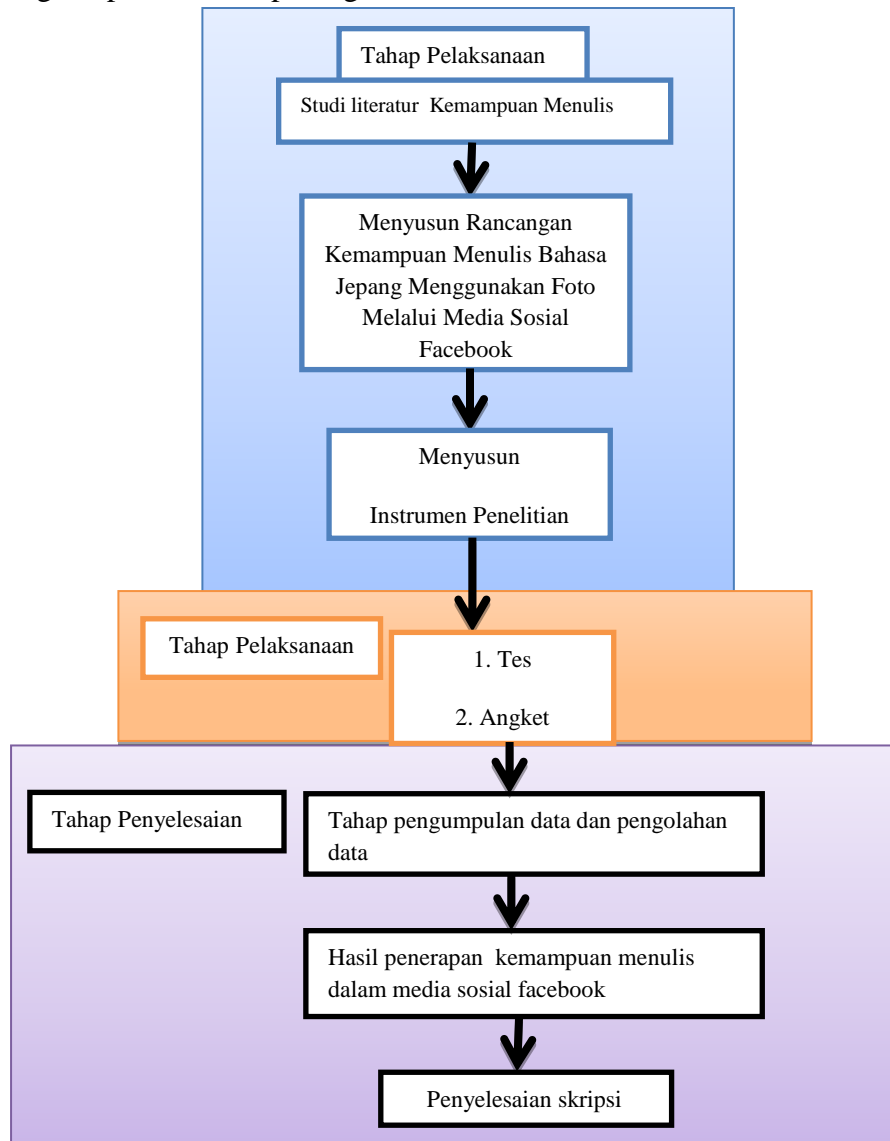 Tahap Pelaksanaan
Studi literatur Kemampuan Menulis
Menyusun Rancangan
Kemampuan Menulis Bahasa
Jepang Menggunakan Foto
Melalui Media Sosial
Facebook
Menyusun
Instrumen Penelitian
Tahap Pelaksanaan
1. Tes
2. Angket
Tahap Penyelesaian
Tahap pengumpulan data dan pengolahan
data
Hasil penerapan kemampuan menulis
dalam media sosial facebook
Penyelesaian skripsi